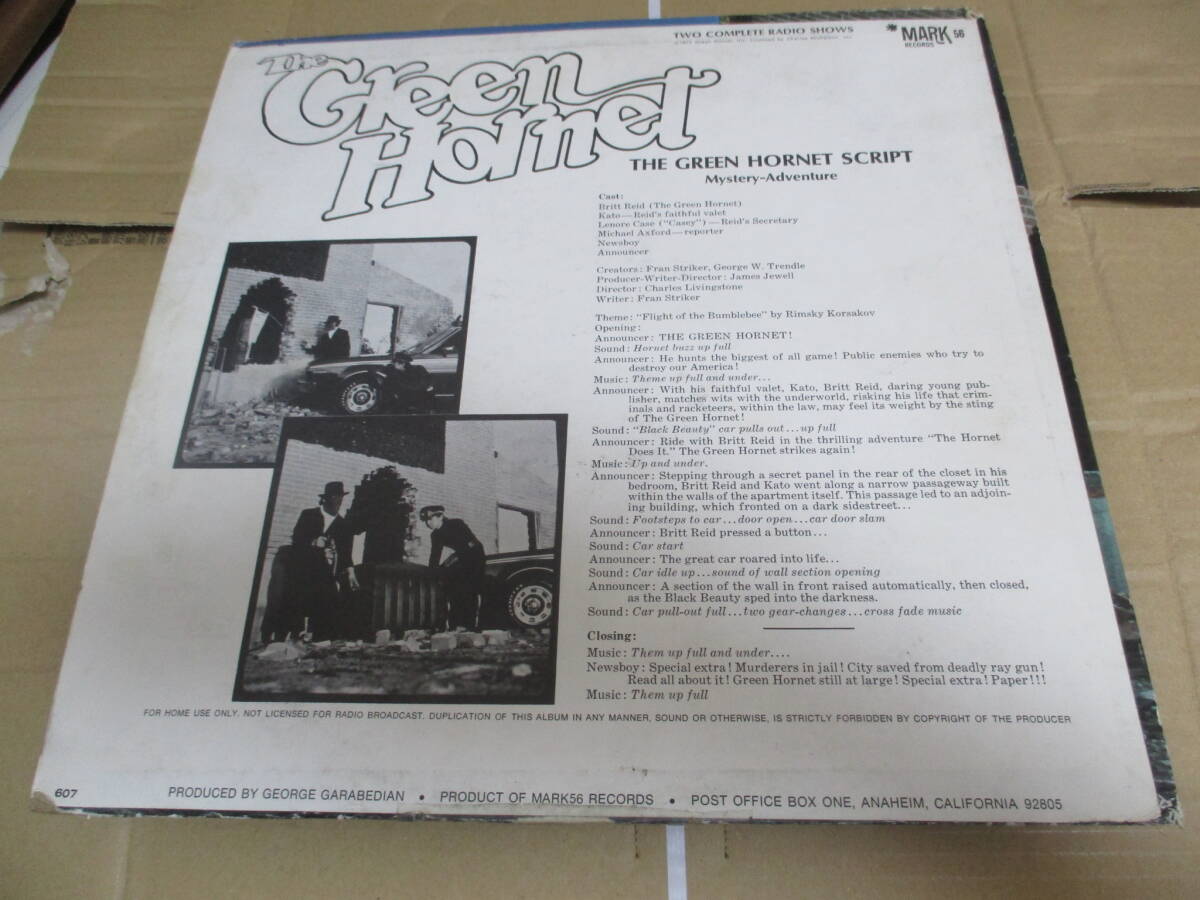 TWO COMPLETE RADIO SHOWS
MARK 56
RECORDS
The
Green
Hornet
THE GREEN HORNET SCRIPT
Mystery-Adventure
Cast:
Britt Reid (The Green Hornet)
Kato—Reid's faithful valet
Lenore Case ("Casey")—Reid's Secretary
Michael Axford—reporter
Newsboy
Announcer
Creators: Fran Striker, George W. Trendle
Producer-Writer-Director: James Jewell
Director: Charles Livingstone
Writer: Fran Striker
Theme: "Flight of the Bumblebee" by Rimsky Korsakov
Opening:
Announcer: THE GREEN HORNET!
Sound: Hornet buzz up full
Announcer: He hunts the biggest of all game! Public enemies who try to
destroy our America!
Music: Theme up full and under...
Announcer: With his faithful valet, Kato, Britt Reid, daring young pub-
lisher, matches wits with the underworld, risking his life that crim-
inals and racketeers, within the law, may feel its weight by the sting
of The Green Hornet!
Sound: "Black Beauty" car pulls out...up full
Announcer: Ride with Britt Reid in the thrilling adventure "The Hornet
Does It." The Green Hornet strikes again!
Music: Up and under.
Announcer: Stepping through a secret panel in the rear of the closet in his
bedroom, Britt Reid and Kato went along a narrow passageway built
within the walls of the apartment itself. This passage led to an adjoin-
ing building, which fronted on a dark sidestreet...
Sound: Footsteps to car...door open...car door slam
Announcer: Britt Reid pressed a button...
Sound: Car start
Announcer: The great car roared into life...
Sound: Car idle up...sound of wall section opening
Announcer: A section of the wall in front raised automatically, then closed,
as the Black Beauty sped into the darkness.
Sound: Car pull-out full...two gear-changes...cross fade music
Closing:
Music: Them up full and under....
Newsboy: Special extra! Murderers in jail! City saved from deadly ray gun!
Read all about it! Green Hornet still at large! Special extra! Paper!!!
Music: Them up full
FOR HOME USE ONLY. NOT LICENSED FOR RADIO BROADCAST. DUPLICATION OF THIS ALBUM IN ANY MANNER, SOUND OR OTHERWISE, IS STRICTLY FORBIDDEN BY COPYRIGHT OF THE PRODUCER
607
PRODUCED BY GEORGE GARABEDIAN • PRODUCT OF MARK56 RECORDS • POST OFFICE BOX ONE, ANAHEIM, CALIFORNIA 92805